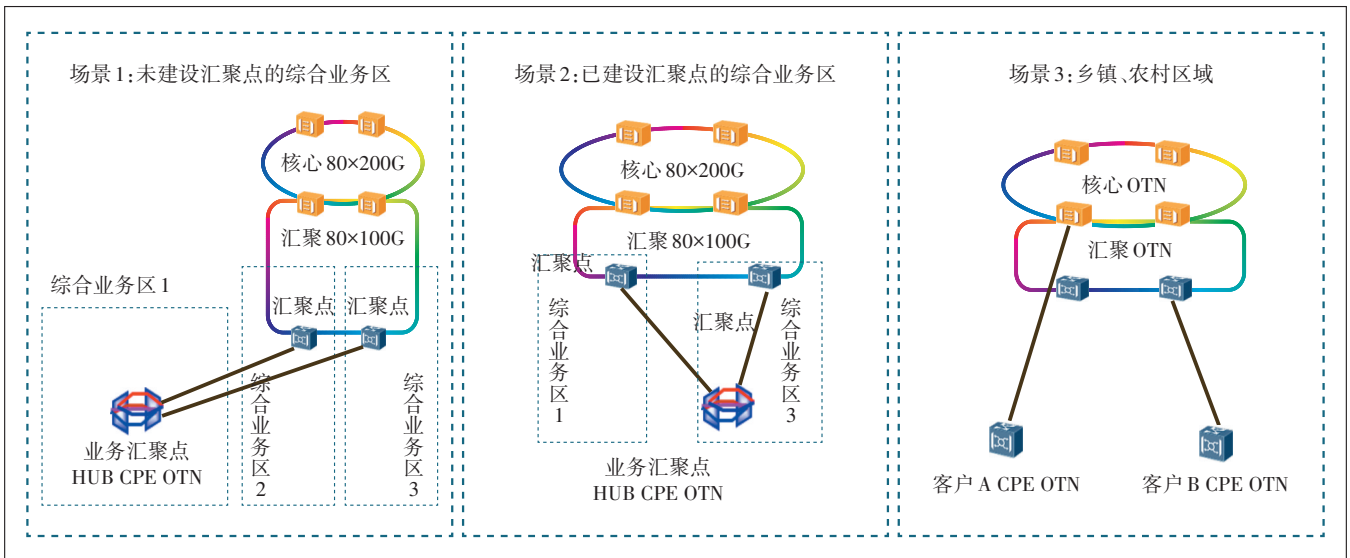 场景1:未建设汇聚点的综合业务区
核心 80×200G
汇聚 80×100G
综合业务区1
汇聚点
汇聚点
综合业务区2
综合业务区3
业务汇聚点
HUB CPE OTN
场景2:已建设汇聚点的综合业务区
核心 80×200G
汇聚 80×100G
汇聚点
综合业务区1
汇聚点
综合业务区3
业务汇聚点
HUB CPE OTN
场景3:乡镇、农村区域
核心 OTN
汇聚 OTN
客户 A CPE OTN
客户 B CPE OTN